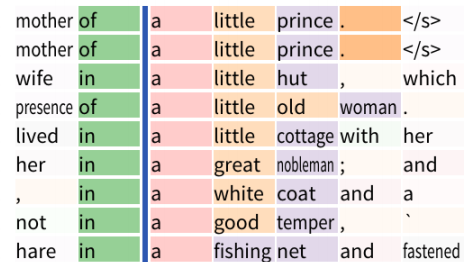 mother of a little prince . </s>
mother of a little prince . </s>
wife in a little hut , which
presence of a little old woman .
lived in a little cottage with her
her in a great nobleman ; and
, in a white coat and a
not in a good temper , `
hare in a fishing net and fastened